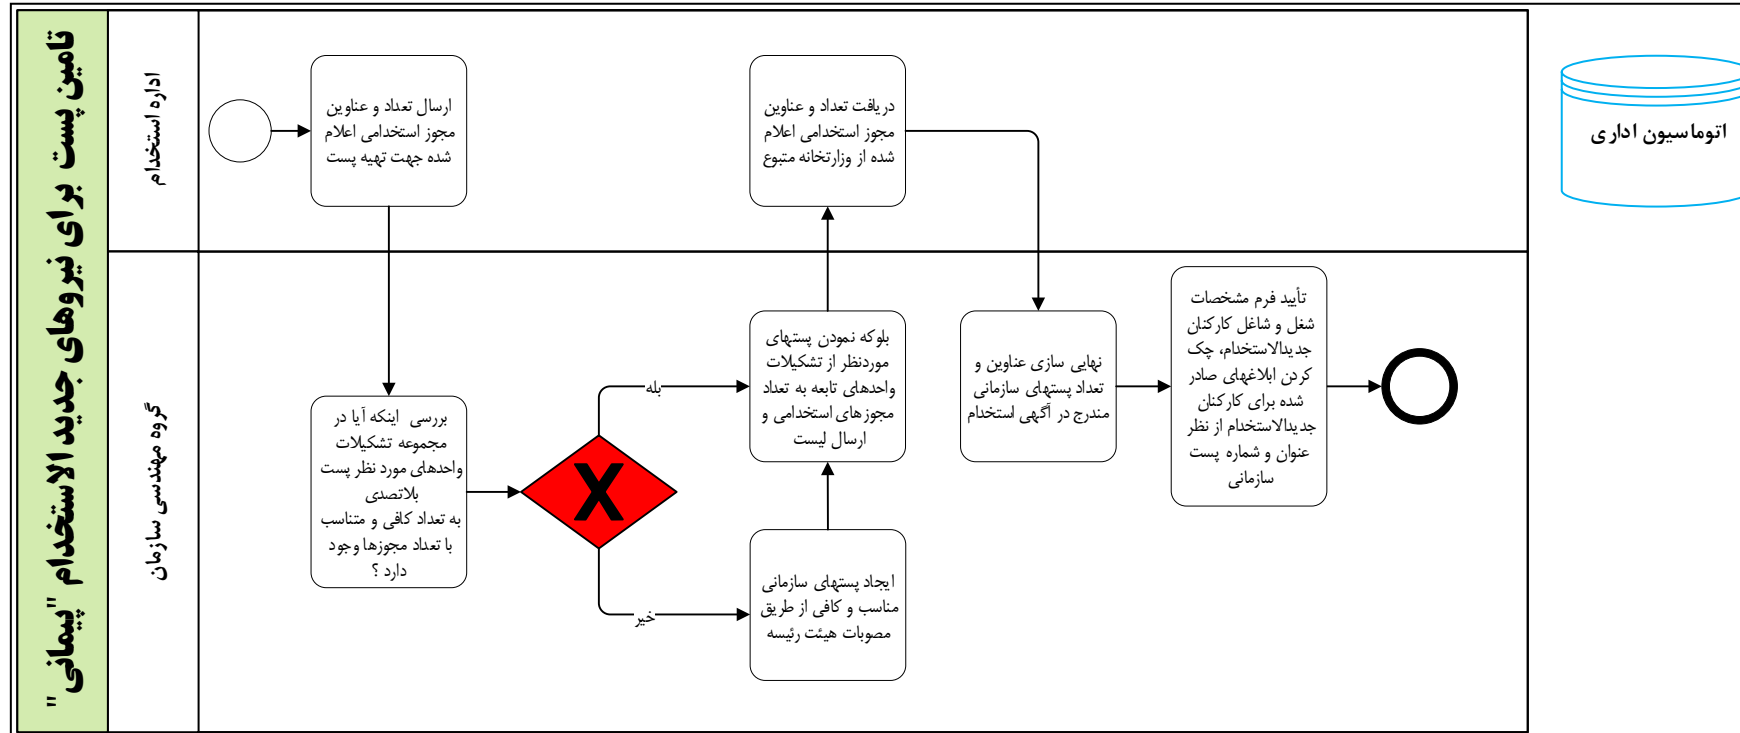 تامین پست برای نیروهای جدید الاستخدام "پیمانی"
اداره استخدام
ارسال تعداد و عناوین
مجوز استخدامی اعلام
شده جهت تهیه پست
دریافت تعداد و عناوین
مجوز استخدامی اعلام
شده از وزارتخانه متبوع
اتوماسیون اداری
گروه مهندسی سازمان
بررسی اینکه آیا در
مجموعه تشکیلات
واحدهای مورد نظر پست
بلاتصدی
به تعداد کافی و متناسب
با تعداد مجوزها وجود
دارد ؟
X
بله
خیر
بلوکه نمودن پستهای
موردنظر از تشکیلات
واحدهای تابعه به تعداد
مجوزهای استخدامی و
ارسال لیست
ایجاد پستهای سازمانی
مناسب و کافی از طریق
مصوبات هیئت رئیسه
نهایی سازی عناوین و
تعداد پستهای سازمانی
مندرج در آگهی استخدام
تأیید فرم مشخصات
شغل و شاغل کارکنان
جدیدالاستخدام، چک
کردن ابلاغهای صادر
شده برای کارکنان
جدیدالاستخدام از نظر
عنوان و شماره پست
سازمانی